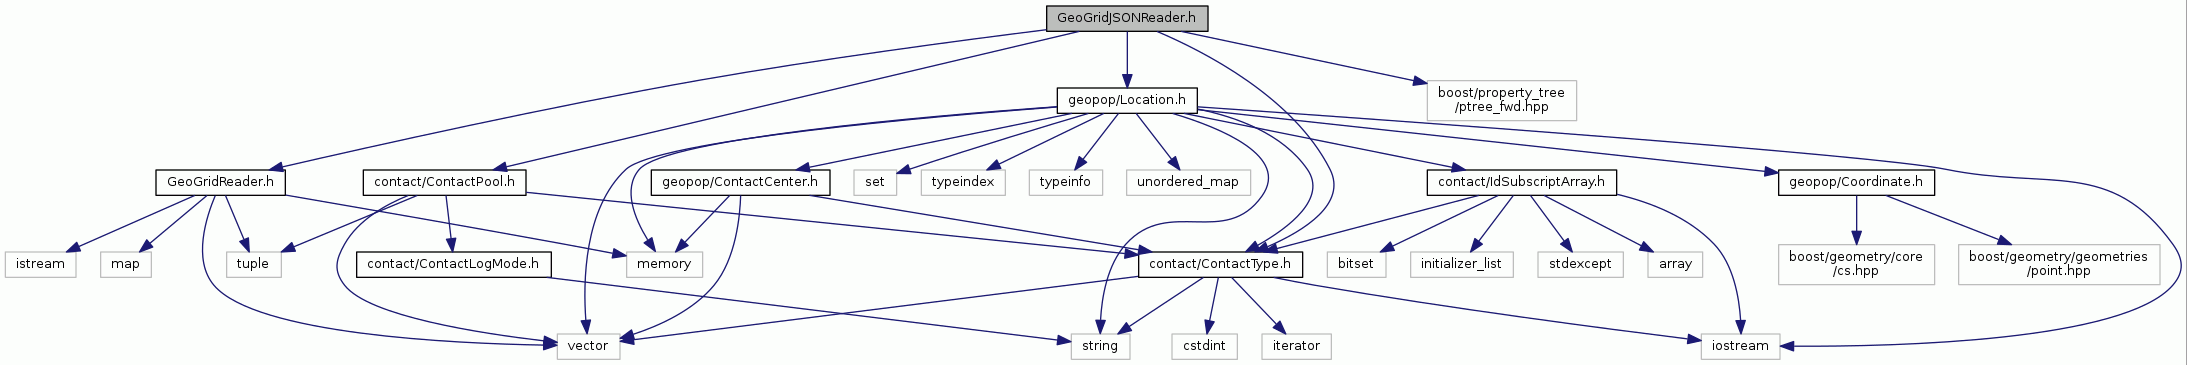 GeoGridJSONReader.h
boost/property_tree
/ptree_fwd.hpp
geopop/Location.h
GeoGridReader.h
contact/ContactPool.h
geopop/ContactCenter.h
set
typeindex
typeinfo
unordered_map
contact/IdSubscriptArray.h
geopop/Coordinate.h
istream
map
tuple
contact/ContactLogMode.h
memory
contact/ContactType.h
bitset
initializer_list
stdexcept
array
boost/geometry/core
/cs.hpp
boost/geometry/geometries
/point.hpp
vector
string
cstdint
iterator
iostream